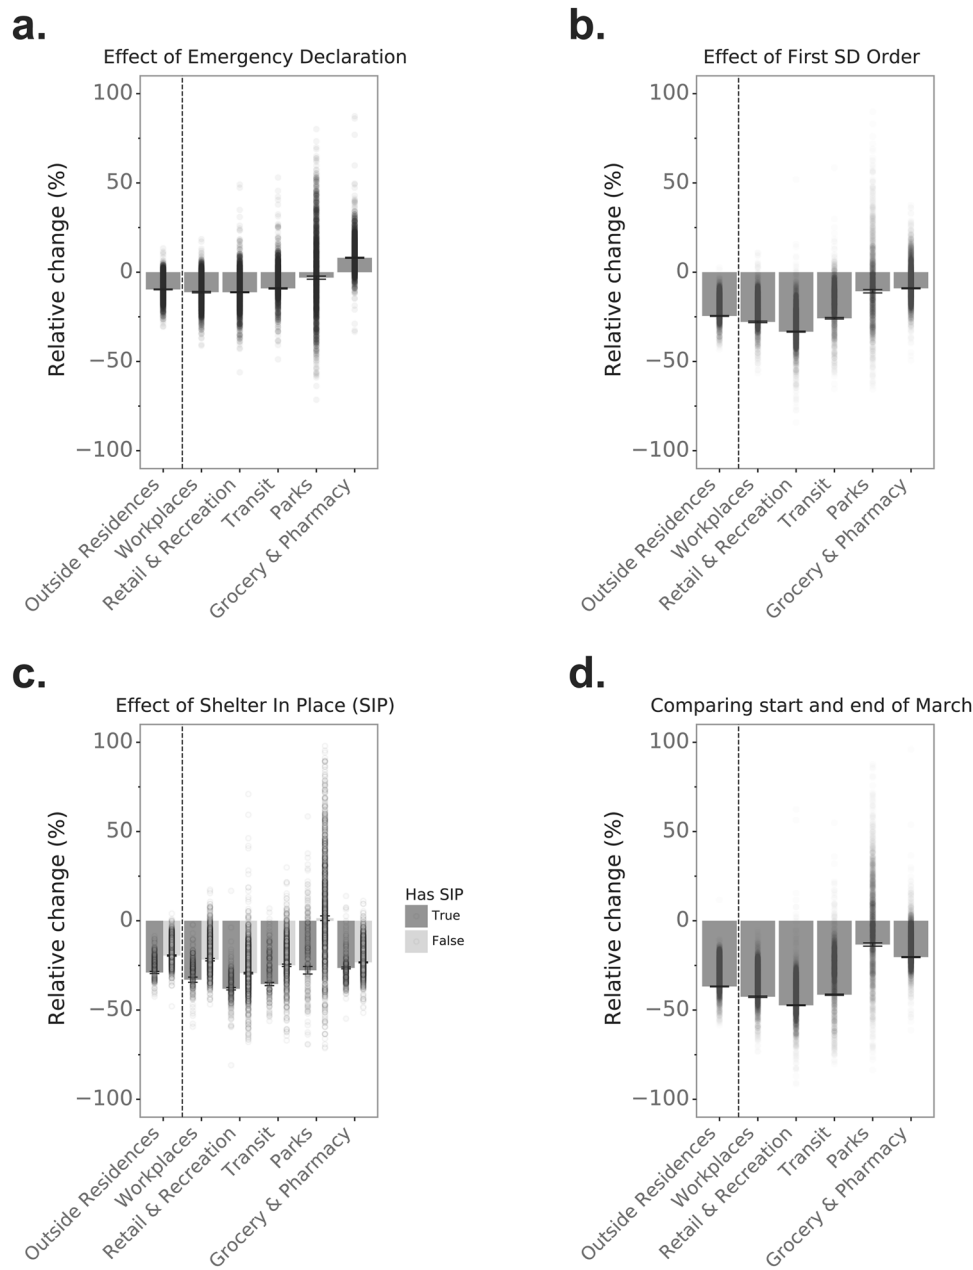 a.
Effect of Emergency Declaration
Relative change (%)
100
50
0
−50
−100
Outside Residences
Workplaces
Retail & Recreation
Transit
Parks
Grocery & Pharmacy
b.
Effect of First SD Order
Relative change (%)
100
50
0
−50
−100
Outside Residences
Workplaces
Retail & Recreation
Transit
Parks
Grocery & Pharmacy
c.
Effect of Shelter In Place (SIP)
Relative change (%)
100
50
0
−50
−100
Outside Residences
Workplaces
Retail & Recreation
Transit
Parks
Grocery & Pharmacy
Has SIP
True
False
d.
Comparing start and end of March
Relative change (%)
100
50
0
−50
−100
Outside Residences
Workplaces
Retail & Recreation
Transit
Parks
Grocery & Pharmacy